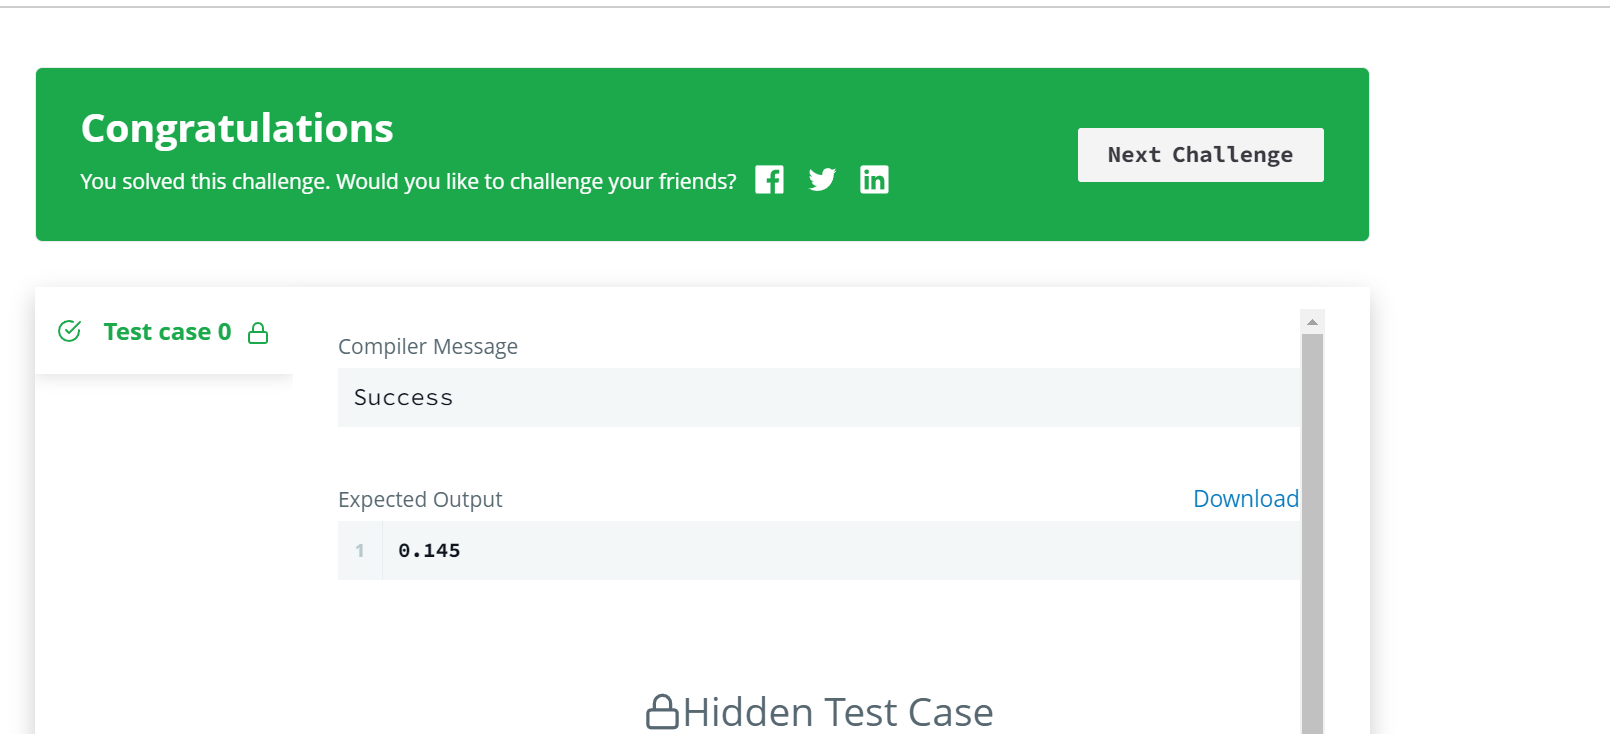 Congratulations
You solved this challenge. Would you like to challenge your friends?
Next Challenge
Test case 0
Compiler Message
Success
Expected Output
Download
1
0.145
Hidden Test Case